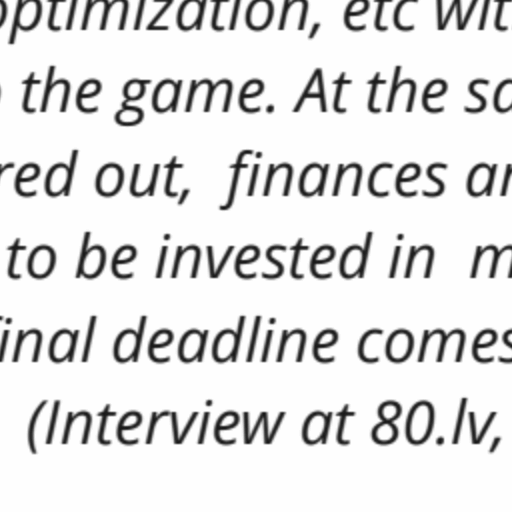 optimization, etc wit
the game. At the sa
red out, finances ar
to be invested in m
final deadline comes
(Interview at 80.lv,